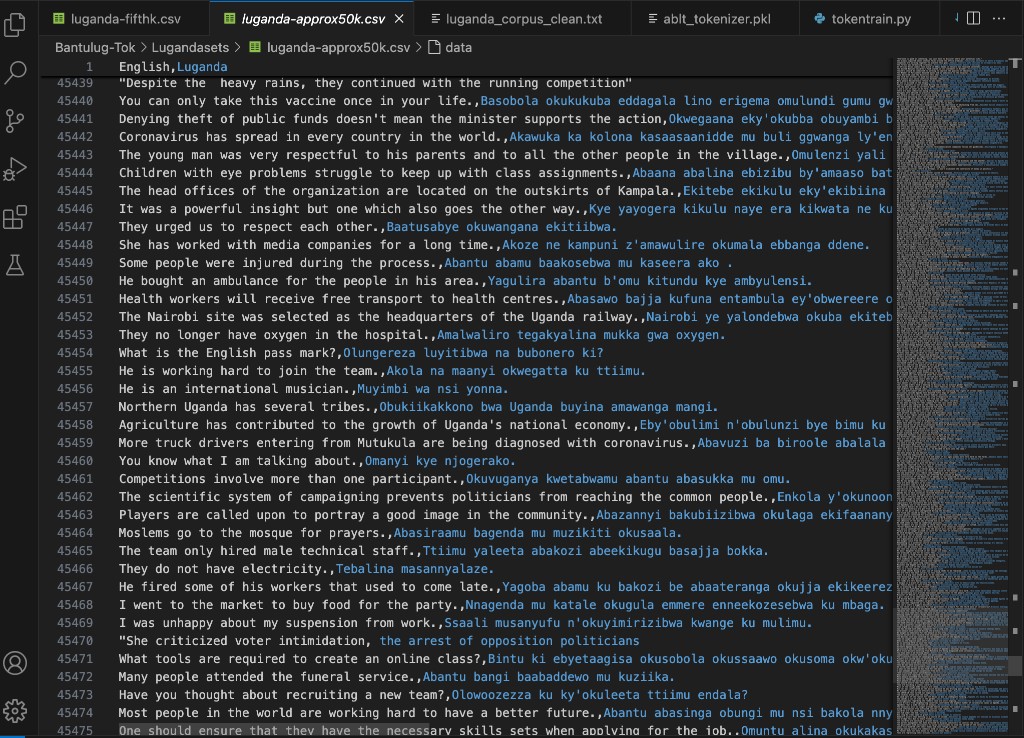 luganda-fifthk.csv
luganda-approx50k.csv
luganda_corpus_clean.txt
ablt_tokenizer.pkl
tokentrain.py
Bantulug-Tok > Lugandasets > luganda-approx50k.csv > data
1 English,Luganda
45439 "Despite the  heavy rains, they continued with the running competition"
45440 You can only take this vaccine once in your life.,Basobola okukukuba eddagala lino erigema omulundi gumu gw
45441 Denying theft of public funds doesn't mean the minister supports the action,Okwegaana eky'okubba obuyambi b
45442 Coronavirus has spread in every country in the world.,Akawuka ka kolona kasaasaanidde mu buli ggwanga ly'en
45443 The young man was very respectful to his parents and to all the other people in the village.,Omulenzi yali
45444 Children with eye problems struggle to keep up with class assignments.,Abaana abalina ebizibu by'amaaso bat
45445 The head offices of the organization are located on the outskirts of Kampala.,Ekitebe ekikulu eky'ekibiina
45446 It was a powerful insight but one which also goes the other way.,Kye yayogera kikulu naye era kikwata ne ku
45447 They urged us to respect each other.,Baatusabye okuwangana ekitiibwa.
45448 She has worked with media companies for a long time.,Akoze ne kampuni z'amawulire okumala ebbanga ddene.
45449 Some people were injured during the process.,Abantu abamu baakosebwa mu kaseera ako .
45450 He bought an ambulance for the people in his area.,Yagulira abantu b'omu kitundu kye ambyulensi.
45451 Health workers will receive free transport to health centres.,Abasawo bajja kufuna entambula ey'obwereere o
45452 The Nairobi site was selected as the headquarters of the Uganda railway.,Nairobi ye yalondebwa okuba ekiteb
45453 They no longer have oxygen in the hospital.,Amalwaliro tegakyalina mukka gwa oxygen.
45454 What is the English pass mark?,Olungereza luyitibwa na bubonero ki?
45455 He is working hard to join the team.,Akola na maanyi okwegatta ku ttiimu.
45456 He is an international musician.,Muyimbi wa nsi yonna.
45457 Northern Uganda has several tribes.,Obukiikakkono bwa Uganda buyina amawanga mangi.
45458 Agriculture has contributed to the growth of Uganda's national economy.,Eby'obulimi n'obulunzi bye bimu ku
45459 More truck drivers entering from Mutukula are being diagnosed with coronavirus.,Abavuzi ba biroole abalala
45460 You know what I am talking about.,Omanyi kye njogerako.
45461 Competitions involve more than one participant.,Okuvuganya kwetabwamu abantu abasukka mu omu.
45462 The scientific system of campaigning prevents politicians from reaching the common people.,Enkola y'okunoon
45463 Players are called upon to portray a good image in the community.,Abazannyi bakubiizibwa okulaga ekifaanany
45464 Moslems go to the mosque for prayers.,Abasiraamu bagenda mu muzikiti okusaala.
45465 The team only hired male technical staff.,Ttiimu yaleeta abakozi abeekikugu basajja bokka.
45466 They do not have electricity.,Tebalina masannyalaze.
45467 He fired some of his workers that used to come late.,Yagoba abamu ku bakozi be abaateranga okujja ekikeerez
45468 I went to the market to buy food for the party.,Nnagenda mu katale okugula emmere enneekozesebwa ku mbaga.
45469 I was unhappy about my suspension from work.,Ssaali musanyufu n'okuyimirizibwa kwange ku mulimu.
45470 "She criticized voter intimidation, the arrest of opposition politicians
45471 What tools are required to create an online class?,Bintu ki ebyetaagisa okusobola okussaawo okusoma okw'oku
45472 Many people attended the funeral service.,Abantu bangi baabaddewo mu kuziika.
45473 Have you thought about recruiting a new team?,Olowoozezza ku ky'okuleeta ttiimu endala?
45474 Most people in the world are working hard to have a better future.,Abantu abasinga obungi mu nsi bakola nny
45475 One should ensure that they have the necessary skills sets when applying for the job..Omuntu alina okukakas